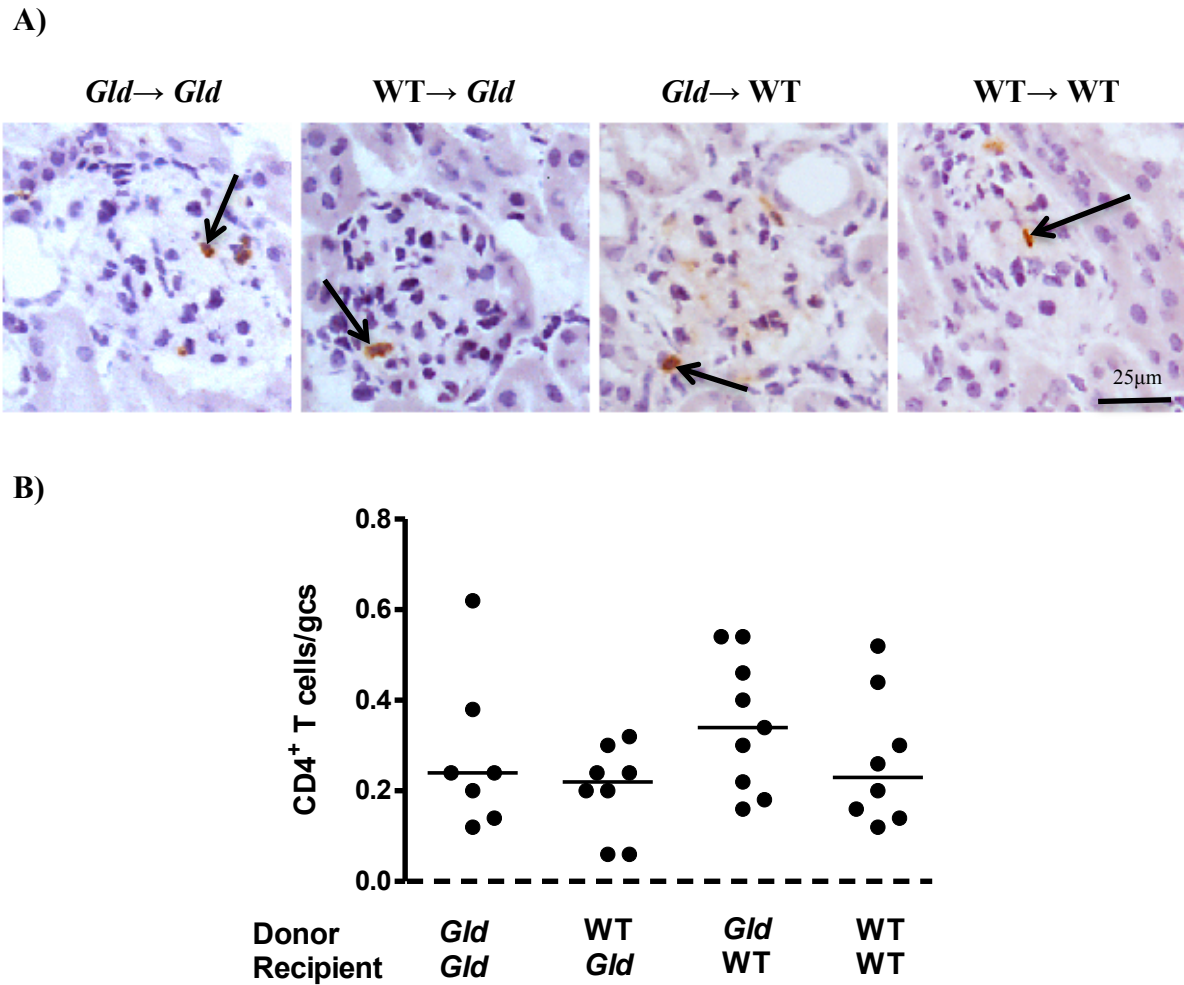 A)
Gld→ Gld
WT→ Gld
Gld→ WT
WT→ WT
25μm
B)
CD4+ T cells/gcs
0.8
0.6
0.4
0.2
0.0
Donor Gld WT Gld WT
Recipient Gld Gld WT WT